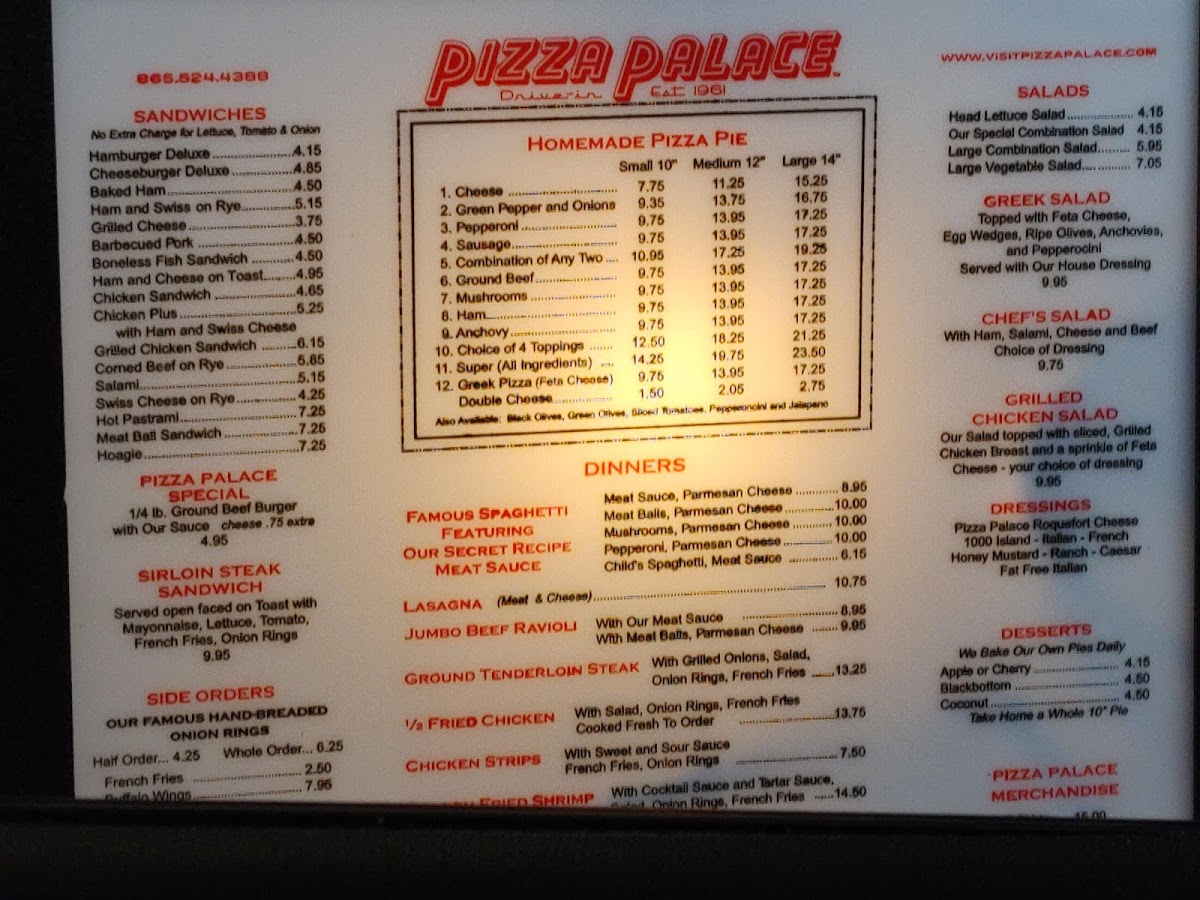 865.524.4388
SANDWICHES
No Extra Charge for Lettuce, Tomato & Onion
Hamburger Deluxe 4.15
Cheeseburger Deluxe 4.85
Baked Ham 4.50
Ham and Swiss on Rye 5.15
Grilled Cheese 3.75
Barbecued Pork 4.50
Boneless Fish Sandwich 4.50
Ham and Cheese on Toast 4.95
Chicken Sandwich 4.65
Chicken Plus 5.25
with Ham and Swiss Cheese
Grilled Chicken Sandwich 6.15
Corned Beef on Rye 5.85
Salami 5.15
Swiss Cheese on Rye 4.25
Hot Pastrami 7.25
Meat Ball Sandwich 7.25
Hoagie 7.25
PIZZA PALACE
SPECIAL
1/4 lb. Ground Beef Burger
with Our Sauce cheese .75 extra
4.95
SIRLOIN STEAK
SANDWICH
Served open faced on Toast with
Mayonnaise, Lettuce, Tomato,
French Fries, Onion Rings
9.95
SIDE ORDERS
OUR FAMOUS HAND-BREADED
ONION RINGS
Half Order... 4.25 Whole Order... 6.25
French Fries 2.50
Buffalo Wings 7.95
PIZZA PALACE
Drive-in Est 1961
HOMEMADE PIZZA PIE
Small 10" Medium 12" Large 14"
1. Cheese 7.75 11.25 15.25
2. Green Pepper and Onions 9.35 13.75 16.75
3. Pepperoni 9.75 13.95 17.25
4. Sausage 9.75 13.95 17.25
5. Combination of Any Two 10.95 17.25 19.25
6. Ground Beef 9.75 13.95 17.25
7. Mushrooms 9.75 13.95 17.25
8. Ham 9.75 13.95 17.25
9. Anchovy 9.75 13.95 17.25
10. Choice of 4 Toppings 12.50 18.25 21.25
11. Super (All Ingredients) 14.25 19.75 23.50
12. Greek Pizza (Feta Cheese) 9.75 13.95 17.25
Double Cheese 1.50 2.05 2.75
Also Available: Black Olives, Green Olives, Sliced Tomatoes, Pepperoncini and Jalapeno
DINNERS
FAMOUS SPAGHETTI
FEATURING
OUR SECRET RECIPE
MEAT SAUCE
Meat Sauce, Parmesan Cheese 8.95
Meat Balls, Parmesan Cheese 10.00
Mushrooms, Parmesan Cheese 10.00
Pepperoni, Parmesan Cheese 10.00
Child's Spaghetti, Meat Sauce 6.15
LASAGNA (Meat & Cheese) 10.75
JUMBO BEEF RAVIOLI With Our Meat Sauce 8.95
With Meat Balls, Parmesan Cheese 9.95
GROUND TENDERLOIN STEAK With Grilled Onions, Salad,
Onion Rings, French Fries 13.25
1/2 FRIED CHICKEN With Salad, Onion Rings, French Fries
Cooked Fresh To Order 13.75
CHICKEN STRIPS With Sweet and Sour Sauce
French Fries, Onion Rings 7.50
FRIED SHRIMP With Cocktail Sauce and Tartar Sauce,
Salad, Onion Rings, French Fries 14.50
WWW.VISITPIZZAPALACE.COM
SALADS
Head Lettuce Salad 4.15
Our Special Combination Salad 4.15
Large Combination Salad 5.95
Large Vegetable Salad 7.05
GREEK SALAD
Topped with Feta Cheese,
Egg Wedges, Ripe Olives, Anchovies,
and Pepperocini
Served with Our House Dressing
9.95
CHEF'S SALAD
With Ham, Salami, Cheese and Beef
Choice of Dressing
9.75
GRILLED
CHICKEN SALAD
Our Salad topped with sliced, Grilled
Chicken Breast and a sprinkle of Feta
Cheese - your choice of dressing
9.95
DRESSINGS
Pizza Palace Roquefort Cheese
1000 Island - Italian - French
Honey Mustard - Ranch - Caesar
Fat Free Italian
DESSERTS
We Bake Our Own Pies Daily
Apple or Cherry 4.15
Blackbottom 4.50
Coconut 4.50
Take Home a Whole 10" Pie
PIZZA PALACE
MERCHANDISE
15.00